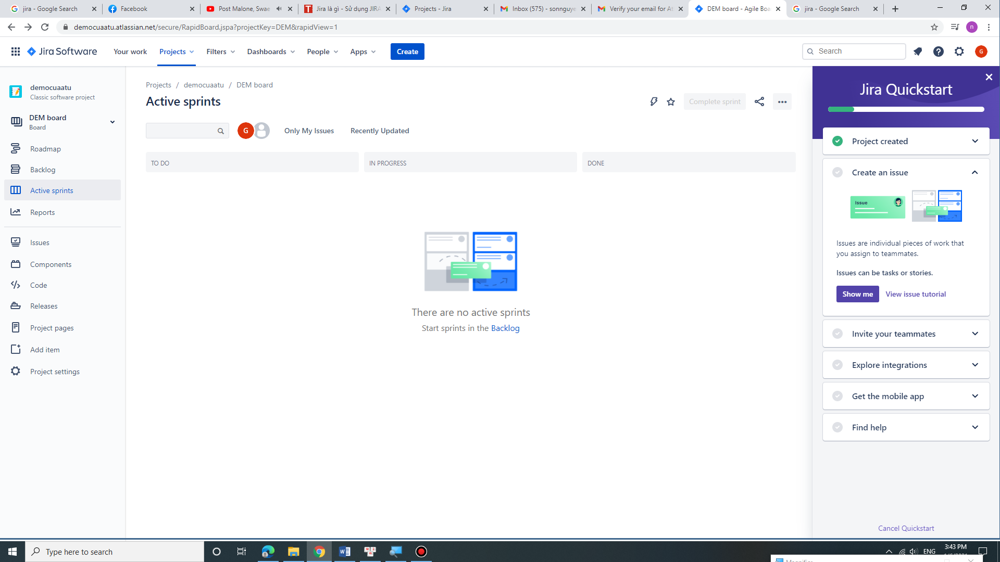 jira - Google Search
Facebook
Post Malone, Swae
Jira là gì - Sử dụng JIRA
Projects - Jira
Inbox (575) - sonnguye
Verify your email for At
DEM board - Agile Boa
jira - Google Search
democuaatu.atlassian.net/secure/RapidBoard.jspa?projectKey=DEM&rapidView=1
n
Jira Software
Your work
Projects
Filters
Dashboards
People
Apps
Create
Search
G
democuaatu
Classic software project
DEM board
Board
Roadmap
Backlog
Active sprints
Reports
Issues
Components
Code
Releases
Project pages
Add item
Project settings
Projects / democuaatu / DEM board
Active sprints
Complete sprint
G
Only My Issues
Recently Updated
TO DO
IN PROGRESS
DONE
There are no active sprints
Start sprints in the Backlog
Jira Quickstart
Project created
Create an issue
Issue
Issues are individual pieces of work that
you assign to teammates.
Issues can be tasks or stories.
Show me
View issue tutorial
Invite your teammates
Explore integrations
Get the mobile app
Find help
Cancel Quickstart
Type here to search
ENG
3:43 PM